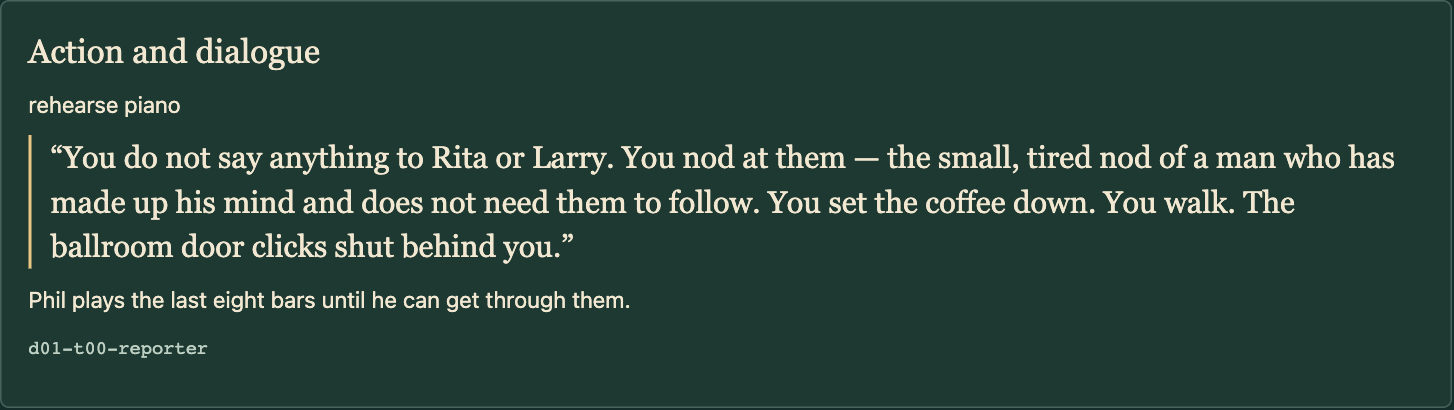 Action and dialogue
rehearse piano
“You do not say anything to Rita or Larry. You nod at them — the small, tired nod of a man who has
made up his mind and does not need them to follow. You set the coffee down. You walk. The
ballroom door clicks shut behind you.”
Phil plays the last eight bars until he can get through them.
d01-t00-reporter